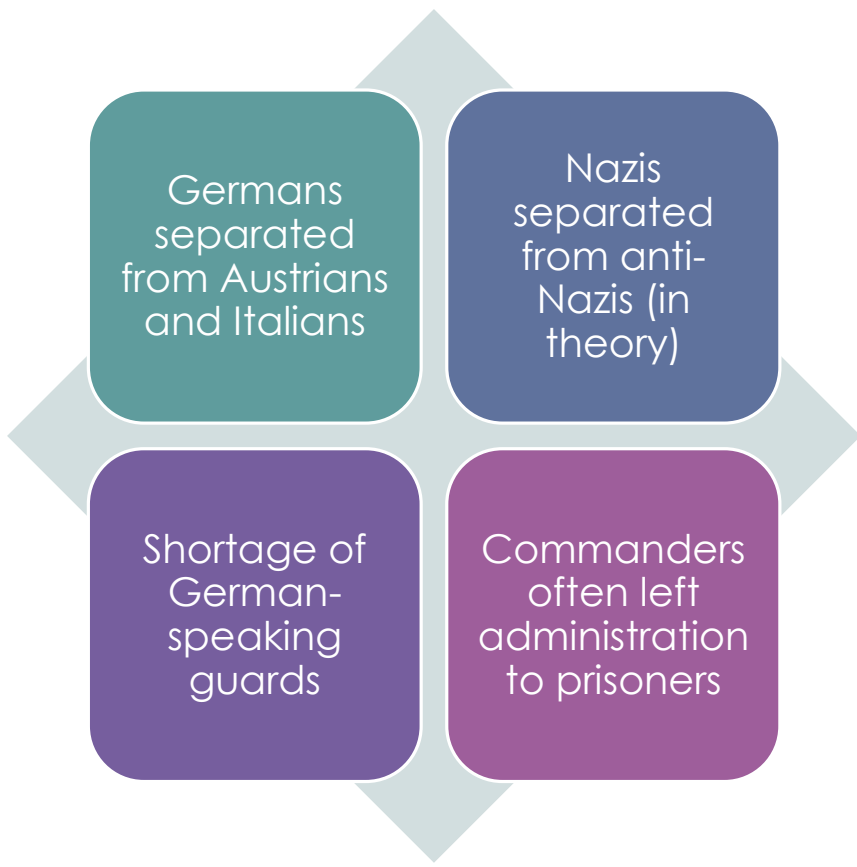 Germans
separated
from Austrians
and Italians
Nazis
separated
from anti-
Nazis (in
theory)
Shortage of
German-
speaking
guards
Commanders
often left
administration
to prisoners